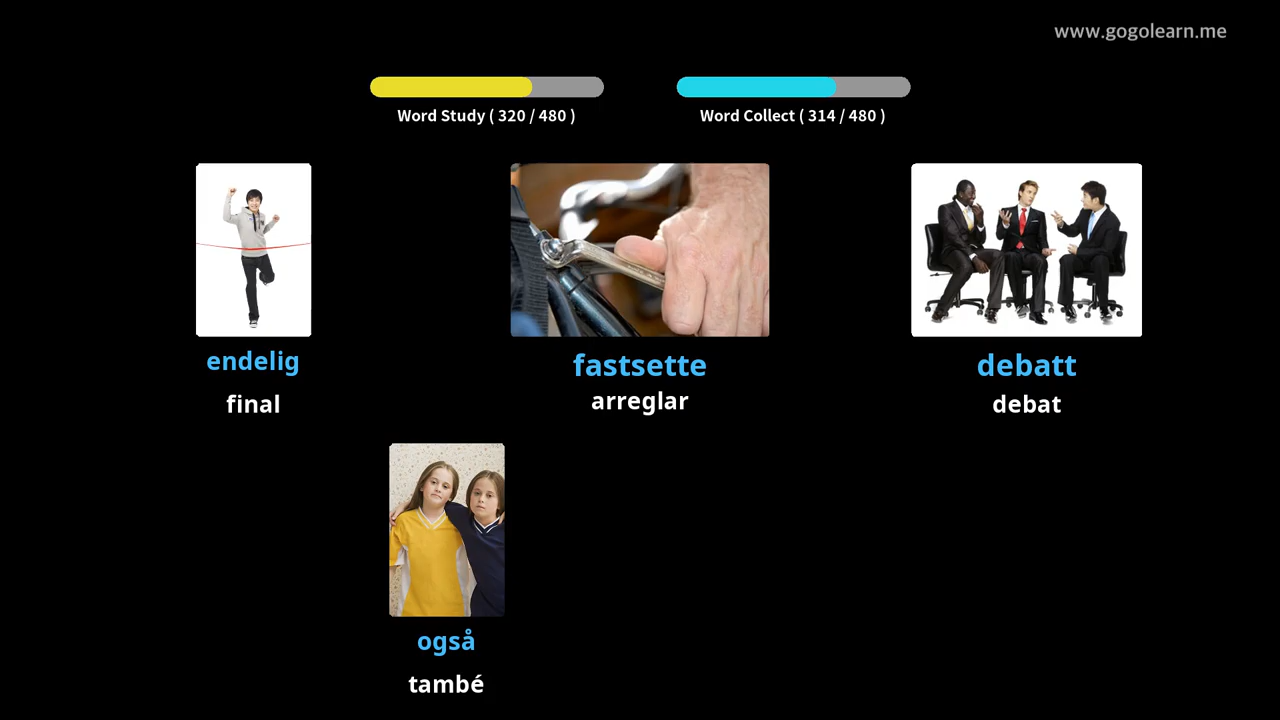 www.gogolearn.me
Word Study ( 320 / 480 )
Word Collect ( 314 / 480 )
endelig
final
fastsette
arreglar
debatt
debat
også
també